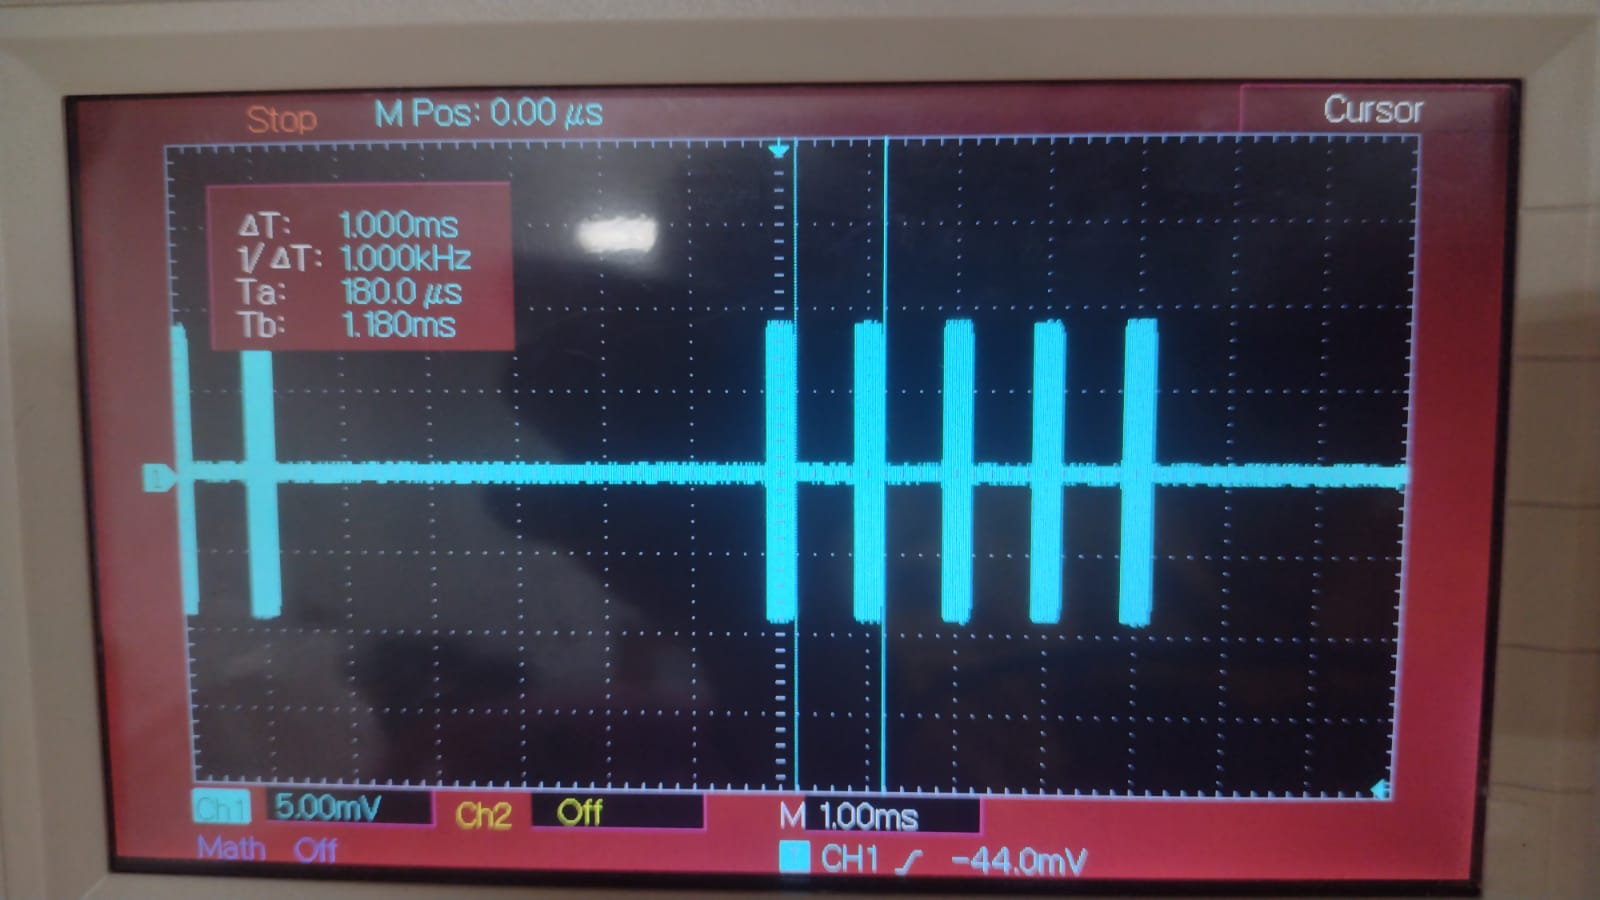 Stop M Pos: 0.00 μs Cursor
ΔT: 1.000ms
1/ΔT: 1.000kHz
Ta: 180.0 μs
Tb: 1.180ms
1
Ch1 5.00mV Ch2 Off M 1.00ms
Math Off CH1 -44.0mV